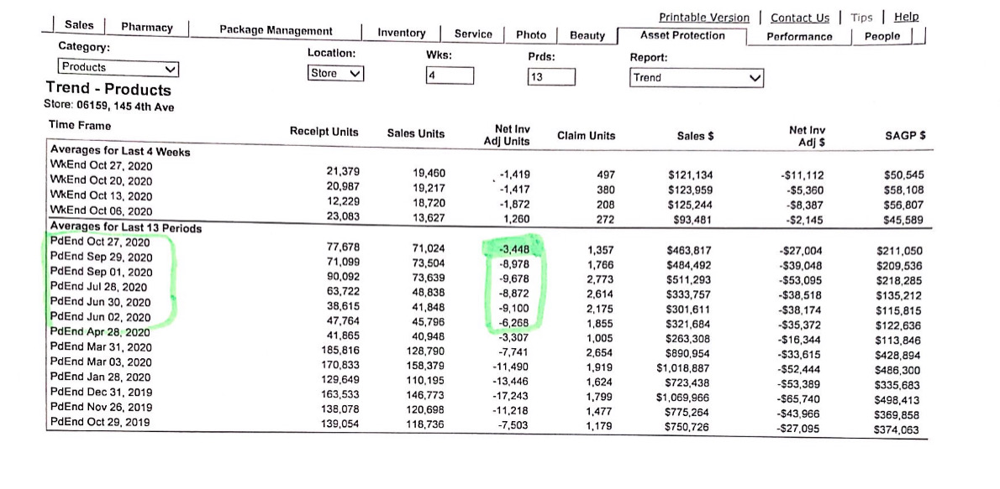 Printable Version | Contact Us | Tips | Help
Sales | Pharmacy | Package Management | Inventory | Service | Photo | Beauty | Asset Protection | Performance | People
Category: Location: Wks: Prds: Report:
Products Store 4 13 Trend
Trend - Products
Store: 06159, 145 4th Ave
Time Frame Receipt Units Sales Units Net Inv Adj Units Claim Units Sales $ Net Inv Adj $ SAGP $
Averages for Last 4 Weeks
WkEnd Oct 27, 2020 21,379 19,460 -1,419 497 $121,134 -$11,112 $50,545
WkEnd Oct 20, 2020 20,987 19,217 -1,417 380 $123,959 -$5,360 $58,108
WkEnd Oct 13, 2020 12,229 18,720 -1,872 208 $125,244 -$8,387 $56,807
WkEnd Oct 06, 2020 23,083 13,627 1,260 272 $93,481 -$2,145 $45,589
Averages for Last 13 Periods
PdEnd Oct 27, 2020 77,678 71,024 -3,448 1,357 $463,817 -$27,004 $211,050
PdEnd Sep 29, 2020 71,099 73,504 -8,978 1,766 $484,492 -$39,048 $209,536
PdEnd Sep 01, 2020 90,092 73,639 -9,678 2,773 $511,293 -$53,095 $218,285
PdEnd Jul 28, 2020 63,722 48,838 -8,872 2,614 $333,757 -$38,518 $135,212
PdEnd Jun 30, 2020 38,615 41,848 -9,100 2,175 $301,611 -$38,174 $115,815
PdEnd Jun 02, 2020 47,764 45,796 -6,268 1,855 $321,684 -$35,372 $122,636
PdEnd Apr 28, 2020 41,865 40,948 -3,307 1,005 $263,308 -$16,344 $113,846
PdEnd Mar 31, 2020 185,816 128,790 -7,741 2,654 $890,954 -$33,615 $428,894
PdEnd Mar 03, 2020 170,833 158,379 -11,490 1,919 $1,018,887 -$52,444 $486,300
PdEnd Jan 28, 2020 129,649 110,195 -13,446 1,624 $723,438 -$53,389 $335,683
PdEnd Dec 31, 2019 163,533 146,773 -17,243 1,799 $1,069,966 -$65,740 $498,413
PdEnd Nov 26, 2019 138,078 120,698 -11,218 1,477 $775,264 -$43,966 $369,858
PdEnd Oct 29, 2019 139,054 118,736 -7,503 1,179 $750,726 -$27,095 $374,063